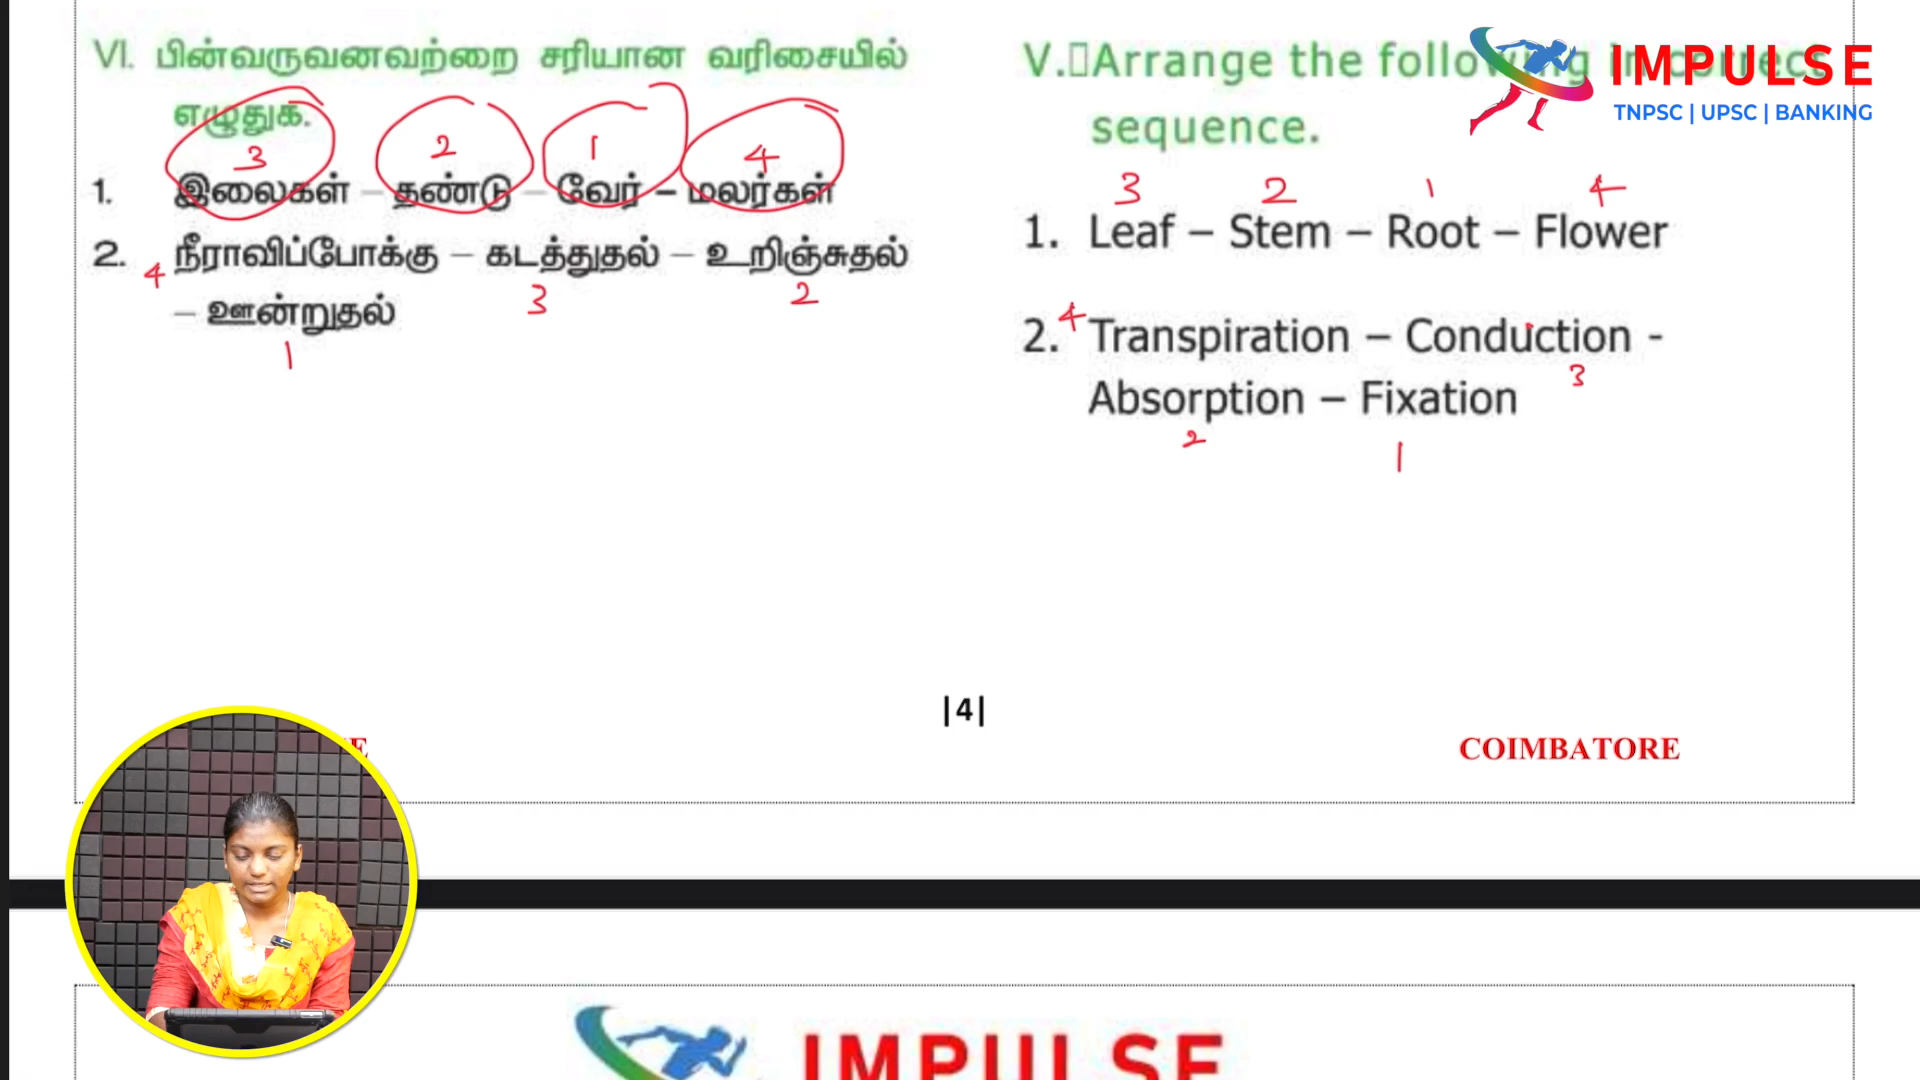 VI. பின்வருவனவற்றை சரியான வரிசையில்
எழுதுக.
3 2 1 4
1. இலைகள் – தண்டு – வேர் – மலர்கள்
2. நீராவிப்போக்கு – கடத்துதல் – உறிஞ்சுதல்
4 3 2
– ஊன்றுதல்
1
V. Arrange the following in correct
sequence.
3 2 1 4
1. Leaf – Stem – Root – Flower
4
2. Transpiration – Conduction -
3
Absorption – Fixation
2 1
IMPULSE
TNPSC | UPSC | BANKING
|4|
E
COIMBATORE
IMPULSE